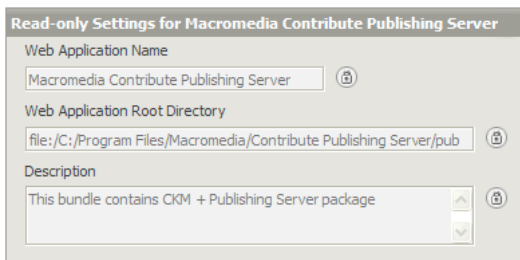 Read-only Settings for Macromedia Contribute Publishing Server
Web Application Name
Macromedia Contribute Publishing Server
Web Application Root Directory
file:/C:/Program Files/Macromedia/Contribute Publishing Server/pub
Description
This bundle contains CKM + Publishing Server package